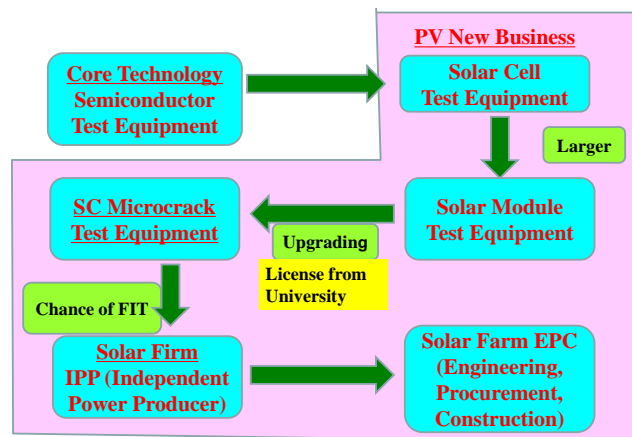 PV New Business
Core Technology
Semiconductor
Test Equipment
Solar Cell
Test Equipment
Larger
SC Microcrack
Test Equipment
Solar Module
Test Equipment
Upgrading
License from
University
Chance of FIT
Solar Firm
IPP (Independent
Power Producer)
Solar Farm EPC
(Engineering,
Procurement,
Construction)